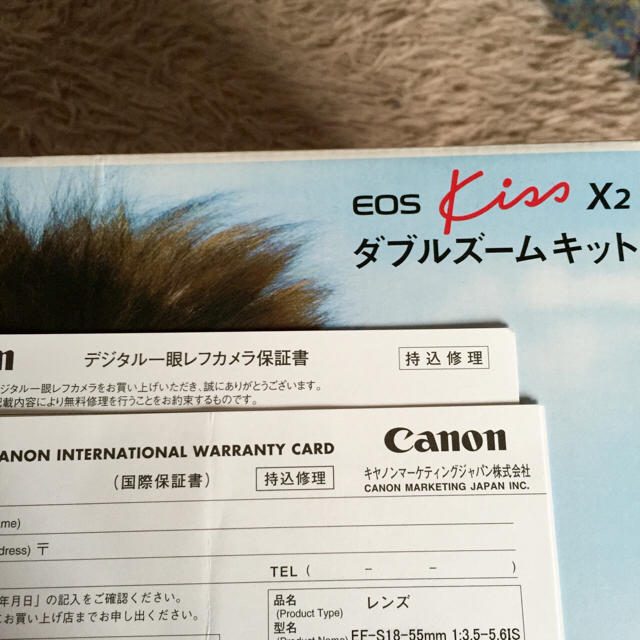 EOS Kiss X2
ダブルズームキット
デジタル一眼レフカメラ保証書 持込修理
ジタル一眼レフカメラをお買い上げいただき、誠にありがとうございます。
記載内容により無料修理を行うことをお約束するものです。
CANON INTERNATIONAL WARRANTY CARD Canon
(国際保証書) 持込修理 キヤノンマーケティングジャパン株式会社
CANON MARKETING JAPAN INC.
〒
TEL ( - - )
年月日」の記入をご確認ください。
お買い上げ店までお申し出ください。
品名 レンズ
(Product Type)
型名
(Product Name) EF-S18-55mm 1:3.5-5.6IS